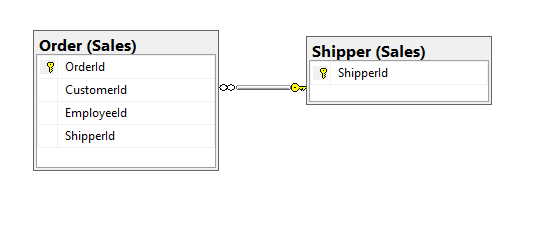 Order (Sales)
OrderId
CustomerId
EmployeeId
ShipperId
Shipper (Sales)
ShipperId